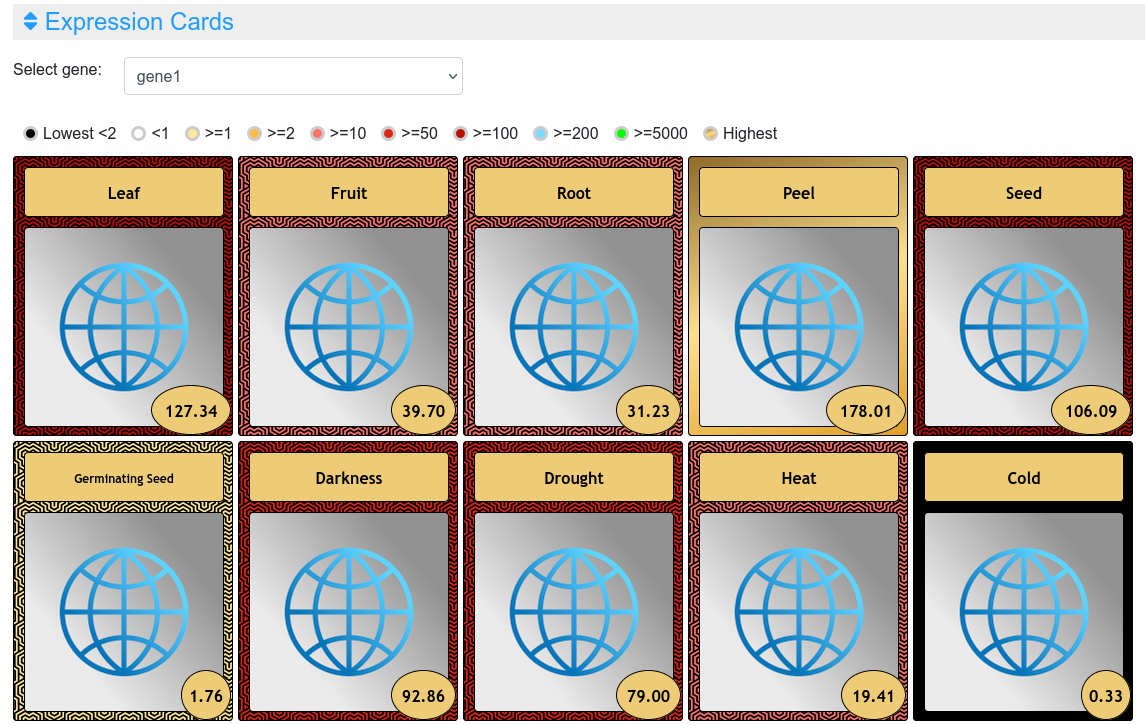 Expression Cards
Select gene: gene1
Lowest <2 <1 >=1 >=2 >=10 >=50 >=100 >=200 >=5000 Highest
Leaf Fruit Root Peel Seed
127.34 39.70 31.23 178.01 106.09
Germinating Seed Darkness Drought Heat Cold
1.76 92.86 79.00 19.41 0.33